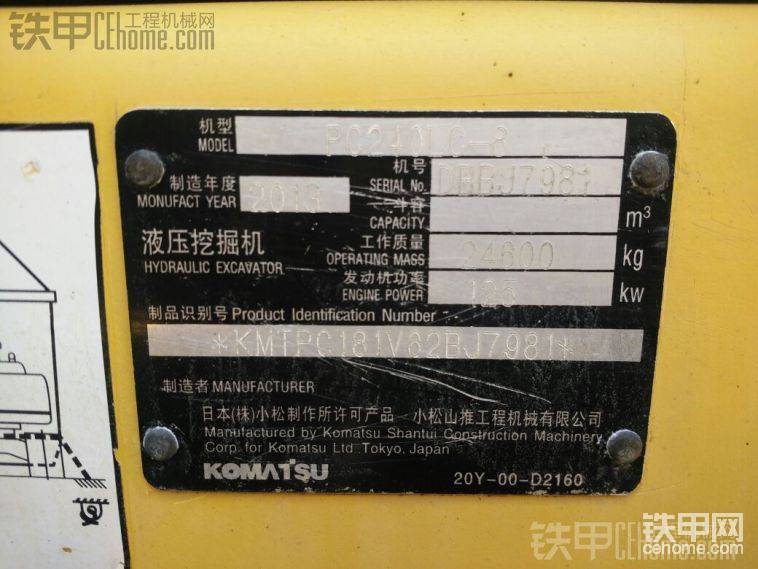 铁甲工程机械网
CEhome.com
机型 PC240LC-8
MODEL
机号 DBBJ7981
SERIAL No.
制造年度 2013
MANUFACT YEAR
斗容
CAPACITY m³
液压挖掘机 工作质量 24600 kg
HYDRAULIC EXCAVATOR OPERATING MASS
发动机功率 125 kw
ENGINE POWER
制品识别号 Product Identification Number
*KMTPC181V82BJ7981*
制造者 MANUFACTURER
日本(株)小松制作所许可产品 小松山推工程机械有限公司
Manufactured by Komatsu Shantui Construction Machinery
Corp for Komatsu Ltd Tokyo, Japan
KOMATSU 20Y-00-D2160
铁甲网
cehome.com